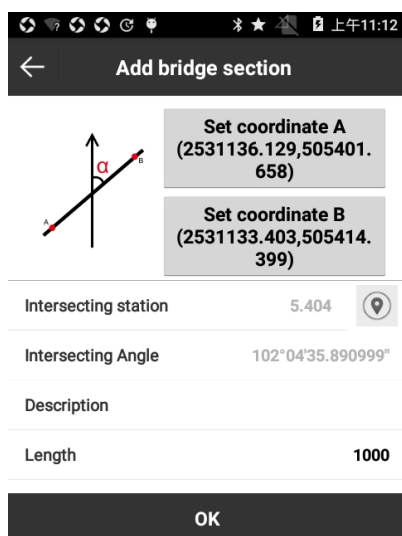 上午11:12
Add bridge section
α
B
A
Set coordinate A
(2531136.129,505401.
658)
Set coordinate B
(2531133.403,505414.
399)
Intersecting station 5.404
Intersecting Angle 102°04'35.890999"
Description
Length 1000
OK